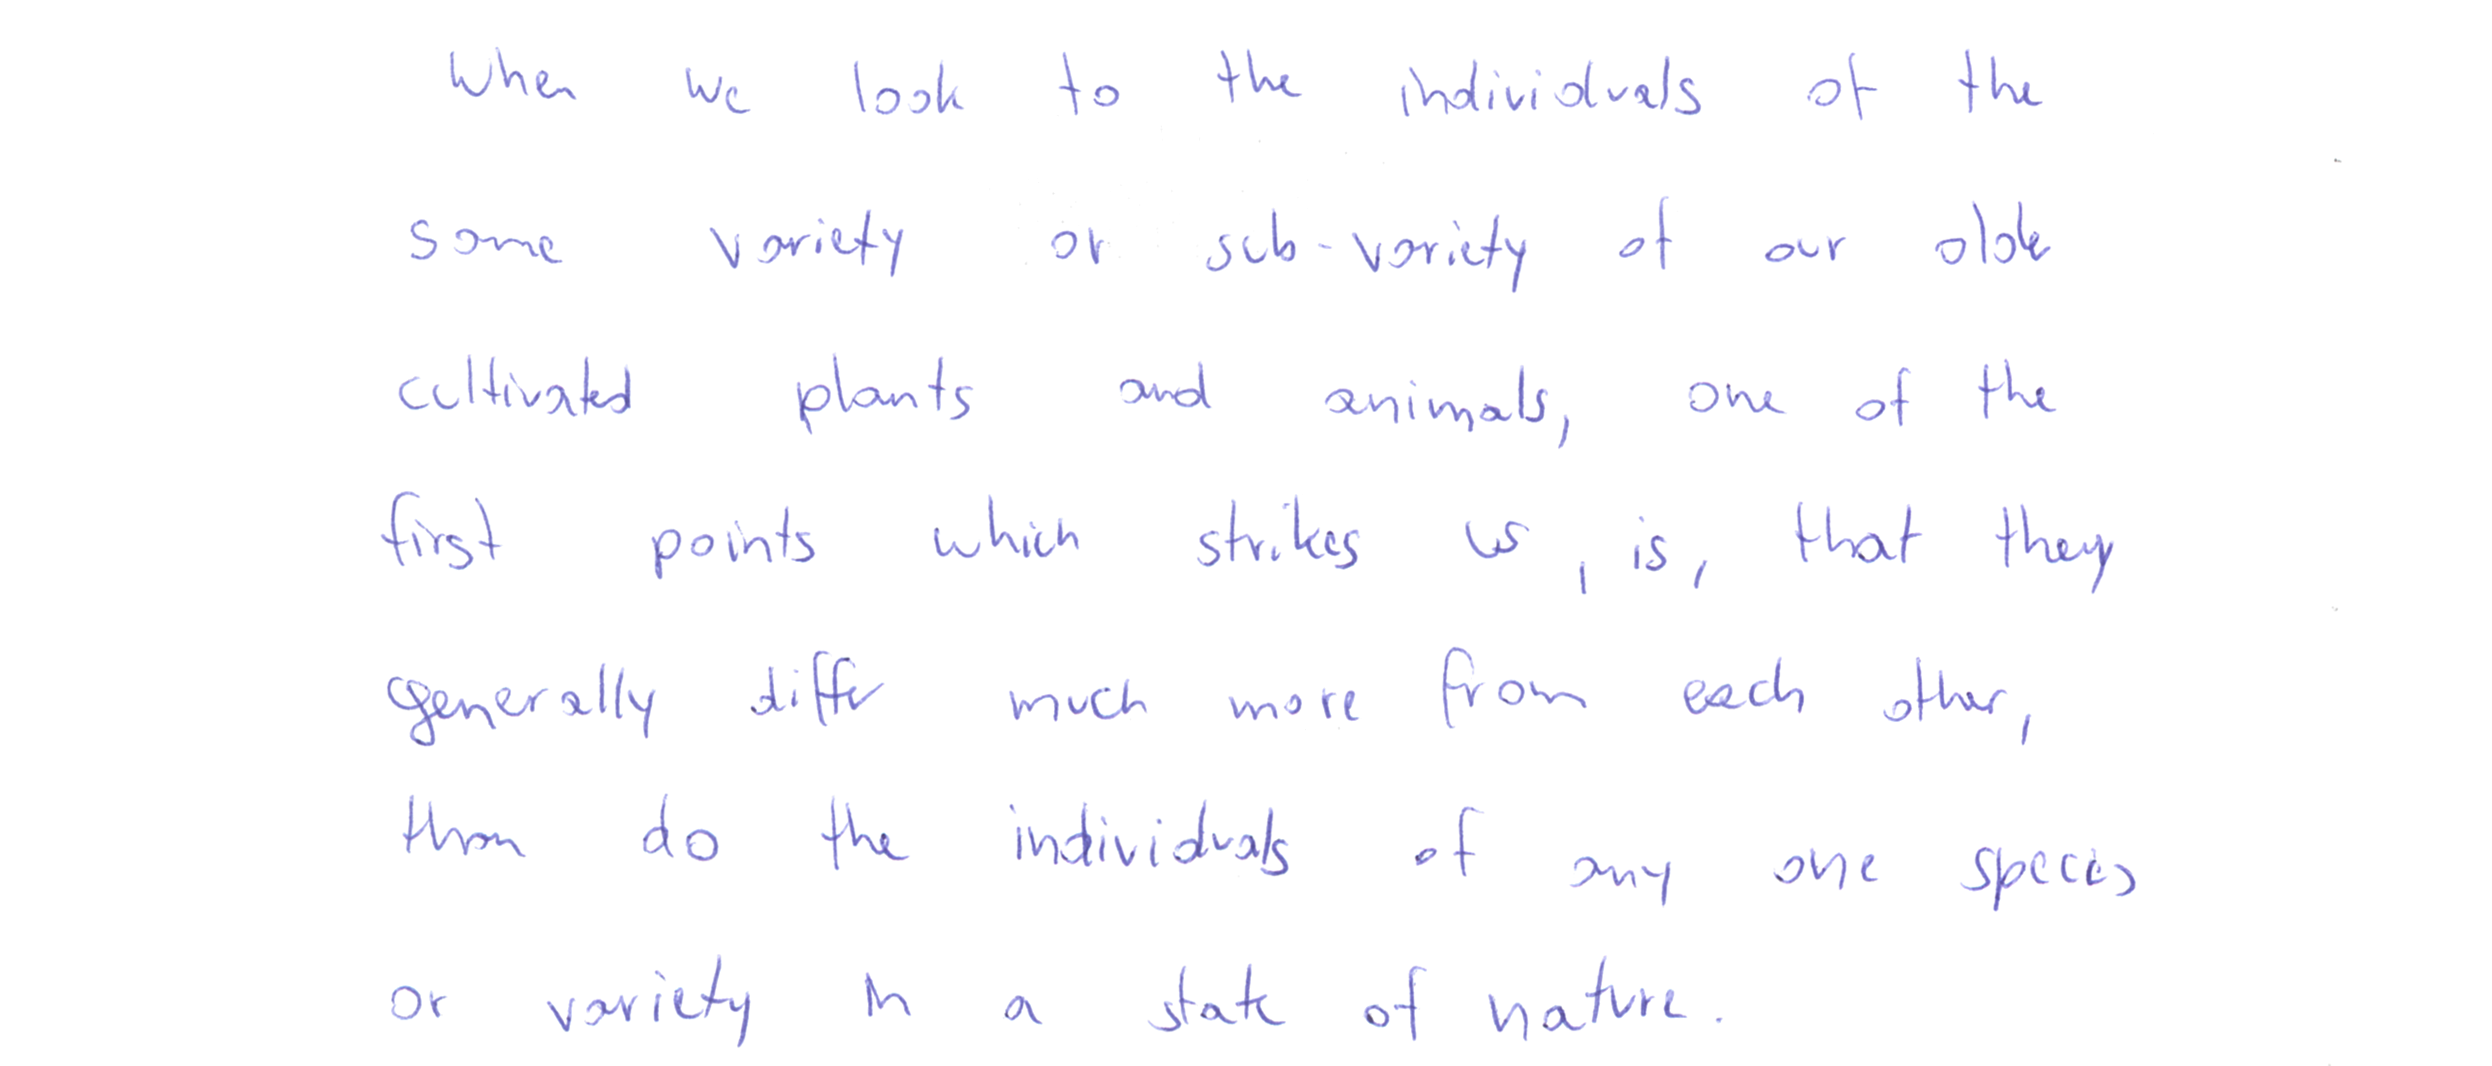 When we look to the individuals of the
same variety or sub-variety of our older
cultivated plants and animals, one of the
first points which strikes us, is, that they
generally differ much more from each other,
than do the individuals of any one species
or variety in a state of nature.